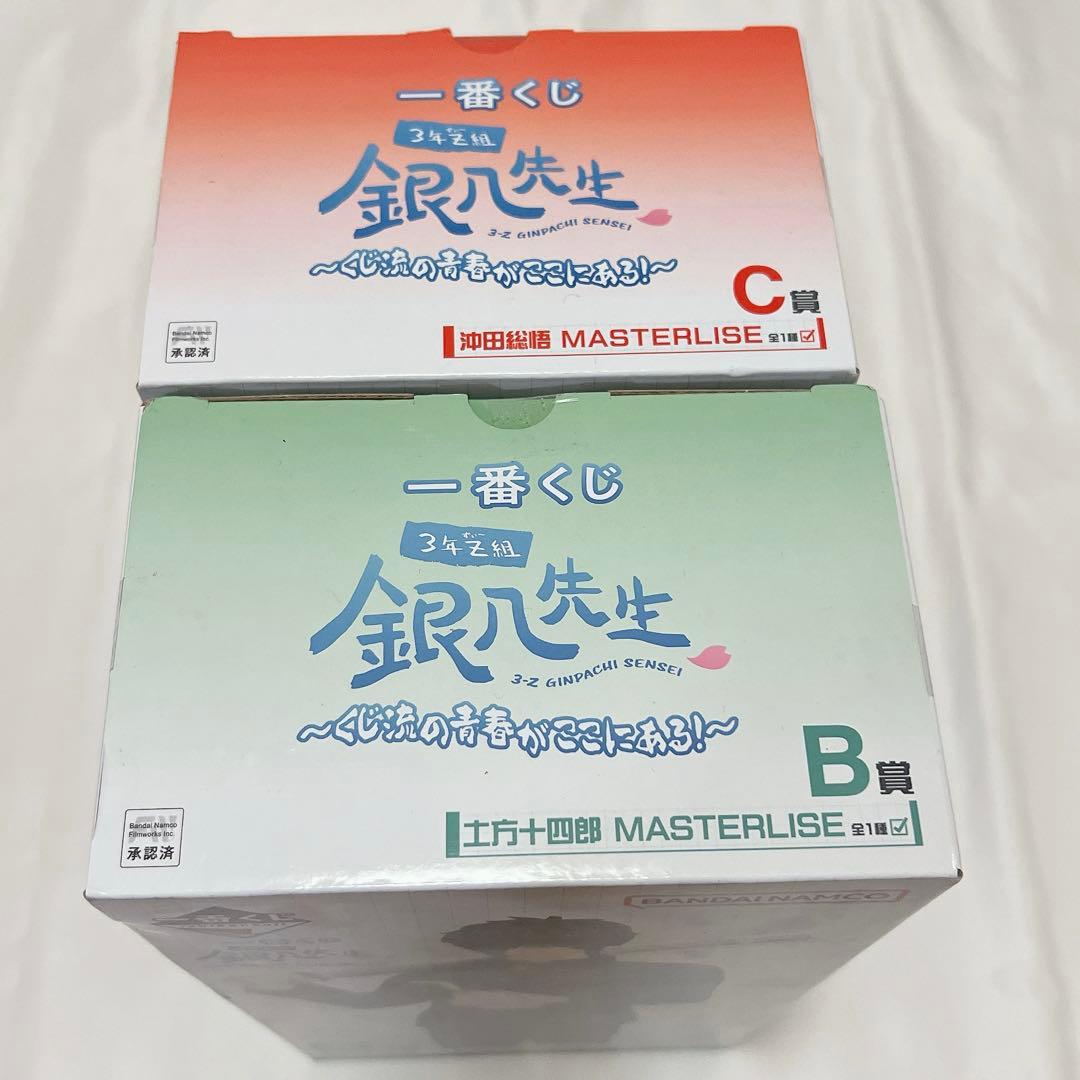 一番くじ
3年Z組
銀八先生
3-Z GINPACHI SENSEI
～くじ流の青春がここにある!～
C賞
沖田総悟 MASTERLISE 全1種
Bandai Namco
Filmworks Inc.
承認済
一番くじ
3年Z組
銀八先生
3-Z GINPACHI SENSEI
～くじ流の青春がここにある!～
B賞
土方十四郎 MASTERLISE 全1種
Bandai Namco
Filmworks Inc.
承認済
BANDAI NAMCO
銀八先生